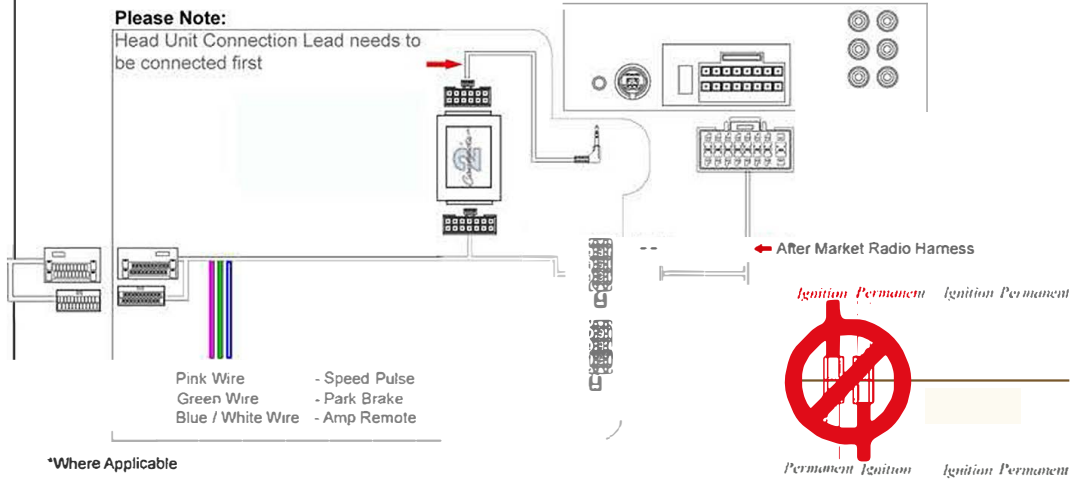 Please Note:
Head Unit Connection Lead needs to
be connected first
2
After Market Radio Harness
Ignition Permanent Ignition Permanent
Pink Wire - Speed Pulse
Green Wire - Park Brake
Blue / White Wire - Amp Remote
*Where Applicable
Permanent Ignition Ignition Permanent